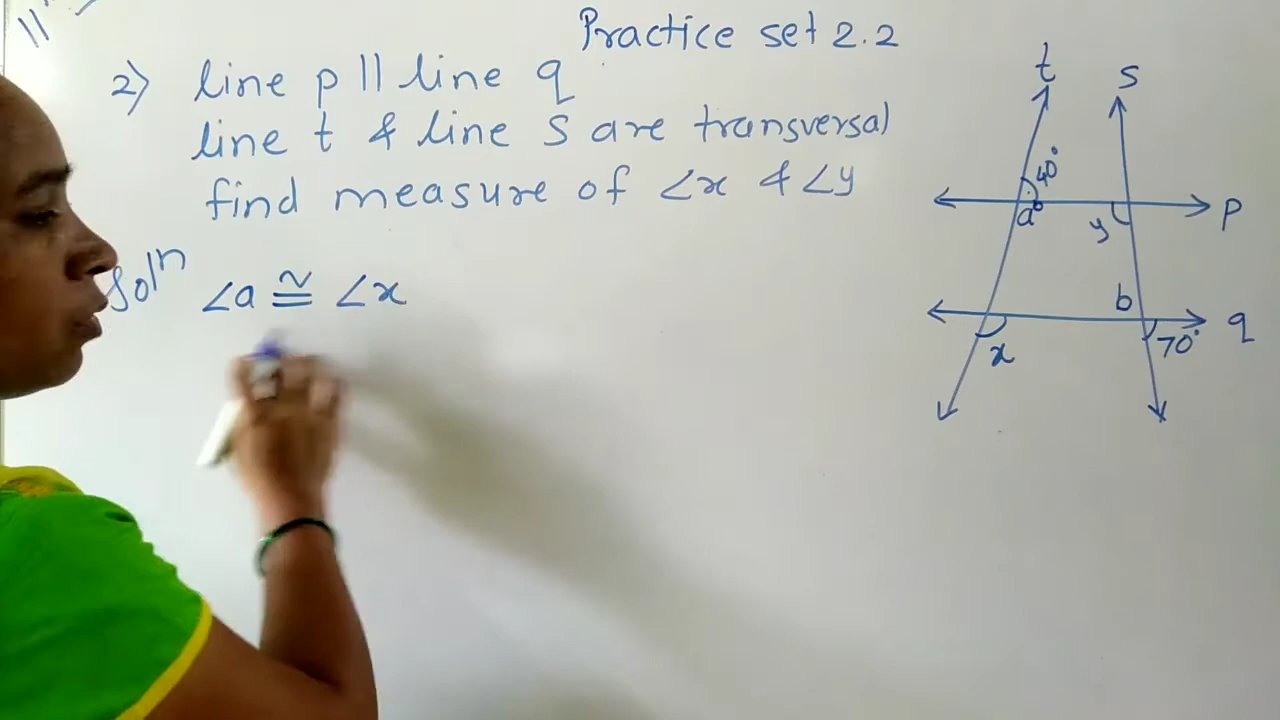 Practice set 2.2
2) line p || line q
line t & line s are transversal
find measure of ∠x & ∠y
Solⁿ ∠a ≅ ∠x
t
s
40°
a
y
p
b
q
x
70°